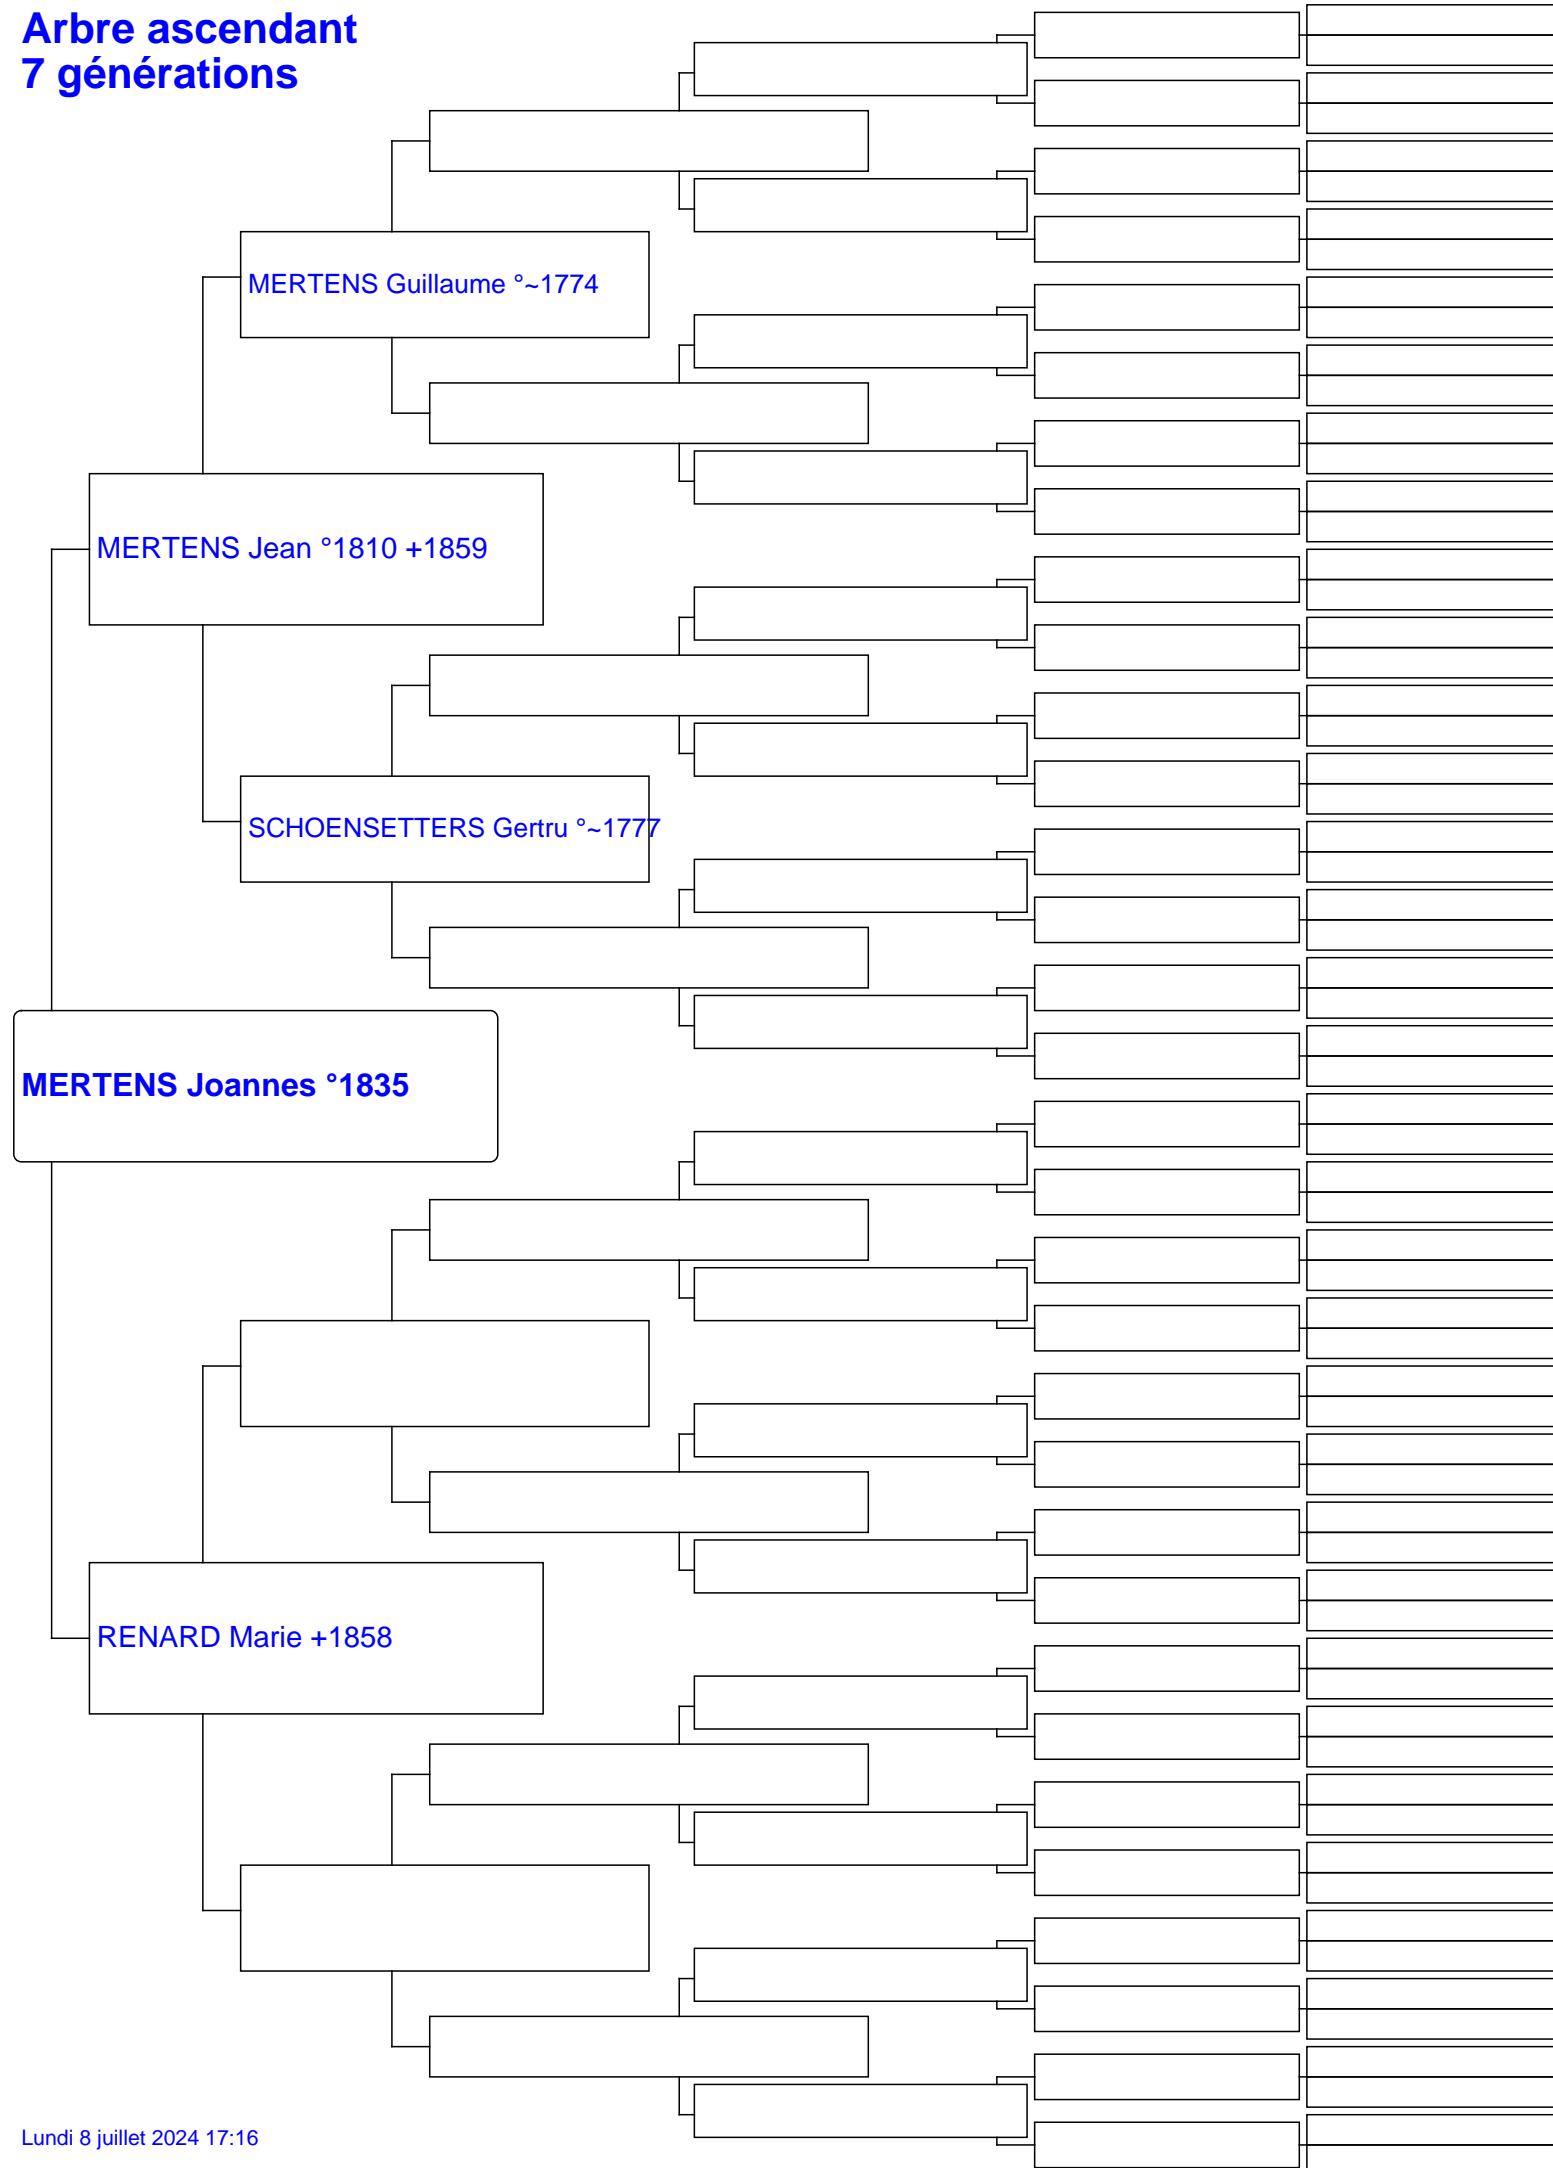 Arbre ascendant
7 générations
MERTENS Guillaume °~1774
MERTENS Jean °1810 +1859
SCHOENSETTERS Gertru °~1777
MERTENS Joannes °1835
RENARD Marie +1858
Lundi 8 juillet 2024 17:16